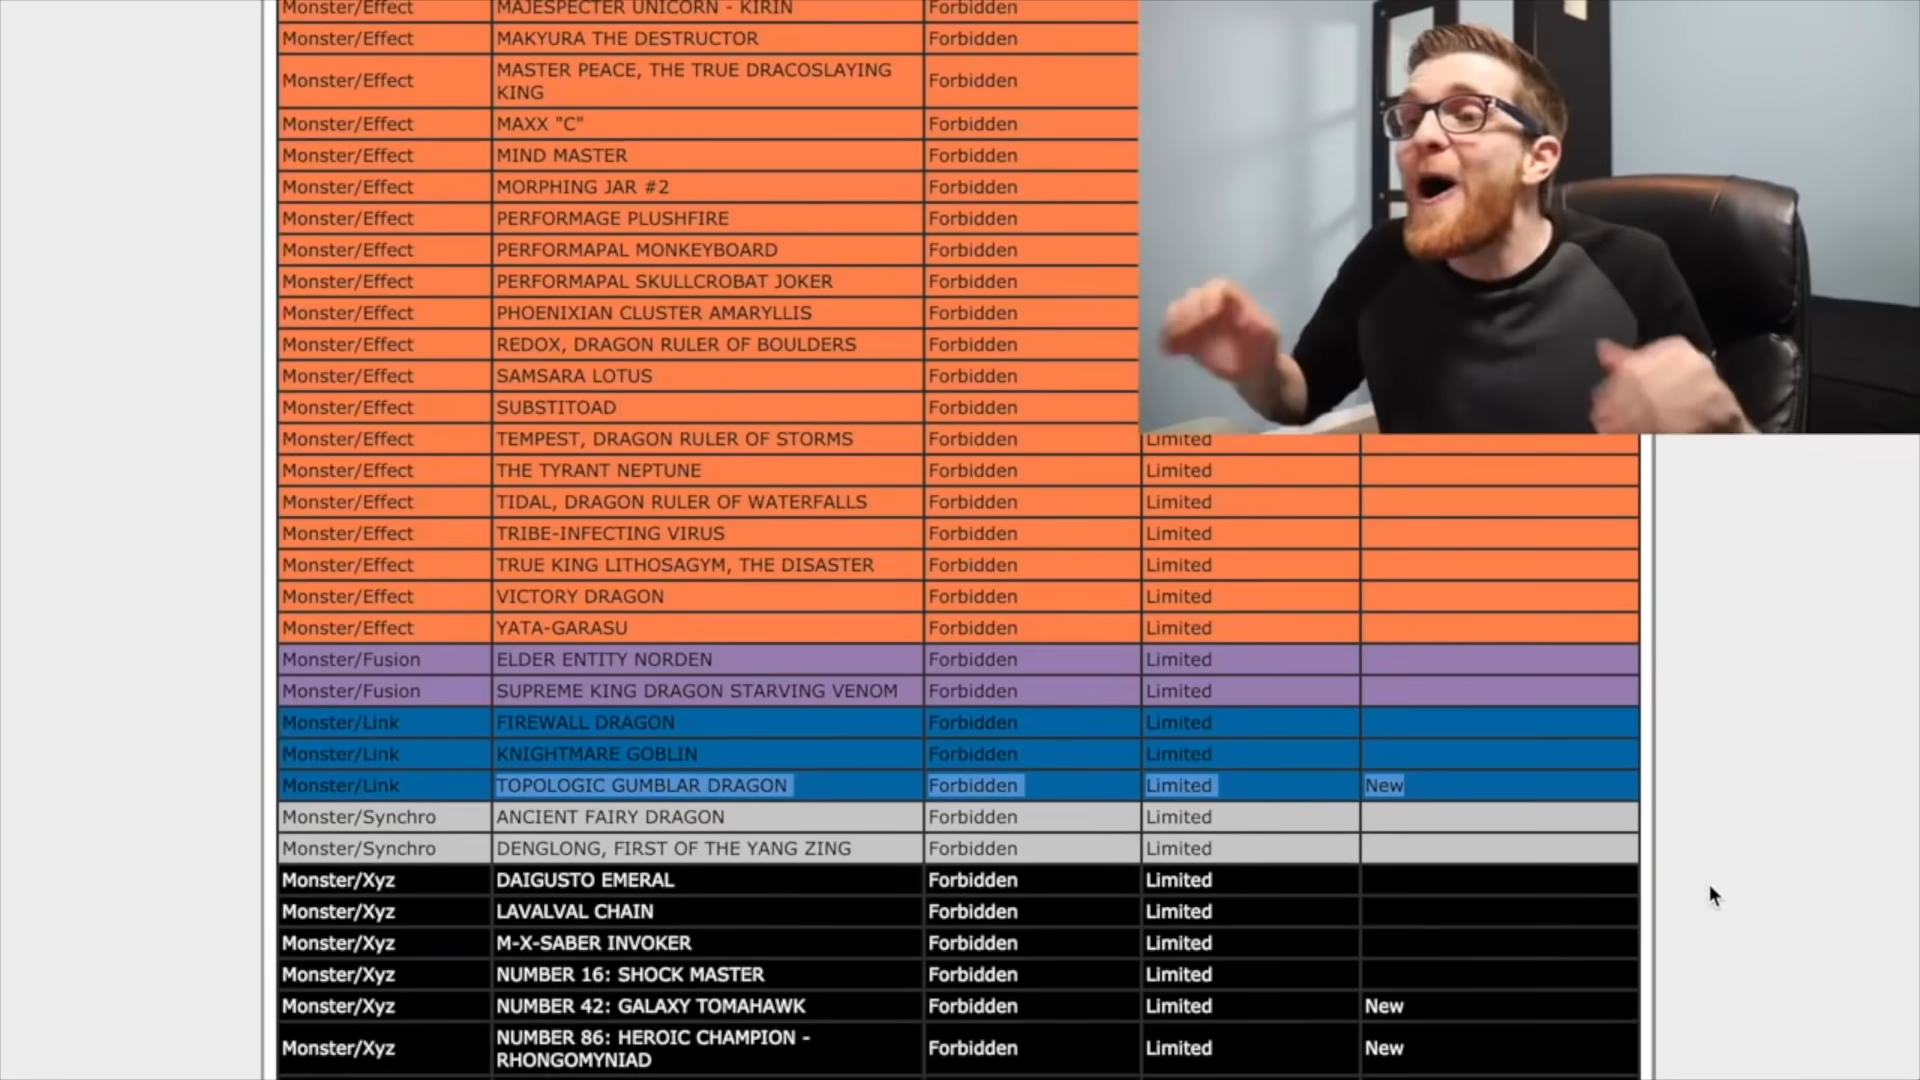 Monster/Effect MAJESPECTER UNICORN - KIRIN Forbidden
Monster/Effect MAKYURA THE DESTRUCTOR Forbidden
Monster/Effect MASTER PEACE, THE TRUE DRACOSLAYING
KING Forbidden
Monster/Effect MAXX "C" Forbidden
Monster/Effect MIND MASTER Forbidden
Monster/Effect MORPHING JAR #2 Forbidden
Monster/Effect PERFORMAGE PLUSHFIRE Forbidden
Monster/Effect PERFORMAPAL MONKEYBOARD Forbidden
Monster/Effect PERFORMAPAL SKULLCROBAT JOKER Forbidden
Monster/Effect PHOENIXIAN CLUSTER AMARYLLIS Forbidden
Monster/Effect REDOX, DRAGON RULER OF BOULDERS Forbidden
Monster/Effect SAMSARA LOTUS Forbidden
Monster/Effect SUBSTITOAD Forbidden
Monster/Effect TEMPEST, DRAGON RULER OF STORMS Forbidden Limited
Monster/Effect THE TYRANT NEPTUNE Forbidden Limited
Monster/Effect TIDAL, DRAGON RULER OF WATERFALLS Forbidden Limited
Monster/Effect TRIBE-INFECTING VIRUS Forbidden Limited
Monster/Effect TRUE KING LITHOSAGYM, THE DISASTER Forbidden Limited
Monster/Effect VICTORY DRAGON Forbidden Limited
Monster/Effect YATA-GARASU Forbidden Limited
Monster/Fusion ELDER ENTITY NORDEN Forbidden Limited
Monster/Fusion SUPREME KING DRAGON STARVING VENOM Forbidden Limited
Monster/Link FIREWALL DRAGON Forbidden Limited
Monster/Link KNIGHTMARE GOBLIN Forbidden Limited
Monster/Link TOPOLOGIC GUMBLAR DRAGON Forbidden Limited New
Monster/Synchro ANCIENT FAIRY DRAGON Forbidden Limited
Monster/Synchro DENGLONG, FIRST OF THE YANG ZING Forbidden Limited
Monster/Xyz DAIGUSTO EMERAL Forbidden Limited
Monster/Xyz LAVALVAL CHAIN Forbidden Limited
Monster/Xyz M-X-SABER INVOKER Forbidden Limited
Monster/Xyz NUMBER 16: SHOCK MASTER Forbidden Limited
Monster/Xyz NUMBER 42: GALAXY TOMAHAWK Forbidden Limited New
Monster/Xyz NUMBER 86: HEROIC CHAMPION -
RHONGOMYNIAD Forbidden Limited New